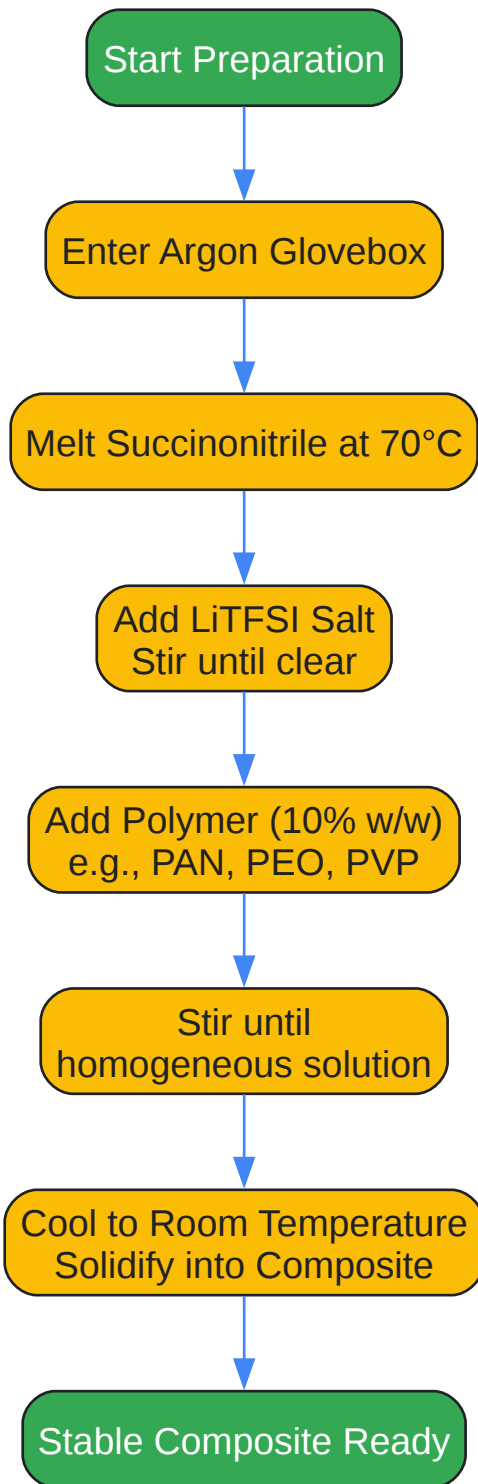 Start Preparation
Enter Argon Glovebox
Melt Succinonitrile at 70°C
Add LiTFSI Salt
Stir until clear
Add Polymer (10% w/w)
e.g., PAN, PEO, PVP
Stir until
homogeneous solution
Cool to Room Temperature
Solidify into Composite
Stable Composite Ready